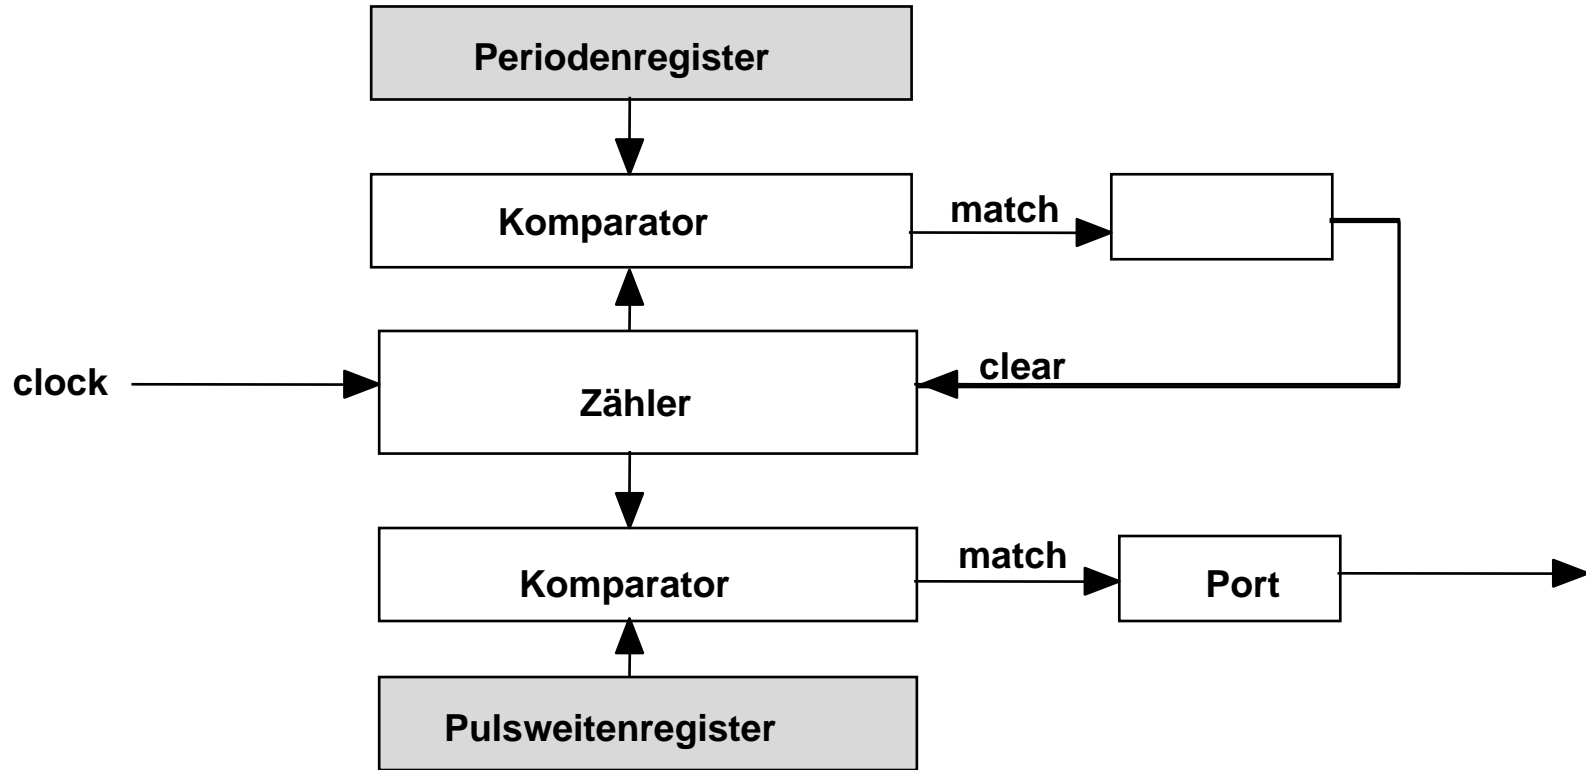 Periodenregister
Komparator
match
clock
Zähler
clear
Komparator
match
Port
Pulsweitenregister